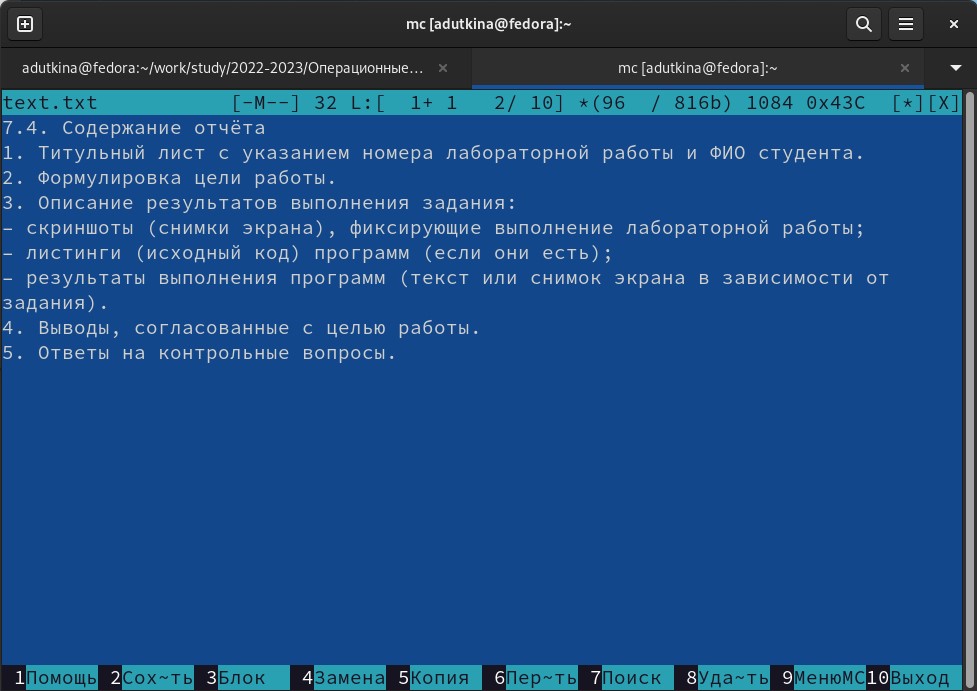 mc [adutkina@fedora]:~
adutkina@fedora:~/work/study/2022-2023/Операционные... × mc [adutkina@fedora]:~ ×
text.txt [-M--] 32 L:[ 1+ 1 2/ 10] *(96 / 816b) 1084 0x43C [*][X]
7.4. Содержание отчёта
1. Титульный лист с указанием номера лабораторной работы и ФИО студента.
2. Формулировка цели работы.
3. Описание результатов выполнения задания:
– скриншоты (снимки экрана), фиксирующие выполнение лабораторной работы;
– листинги (исходный код) программ (если они есть);
– результаты выполнения программ (текст или снимок экрана в зависимости от
задания).
4. Выводы, согласованные с целью работы.
5. Ответы на контрольные вопросы.
1Помощь 2Сох~ть 3Блок 4Замена 5Копия 6Пер~ть 7Поиск 8Уда~ть 9МенюMC10Выход